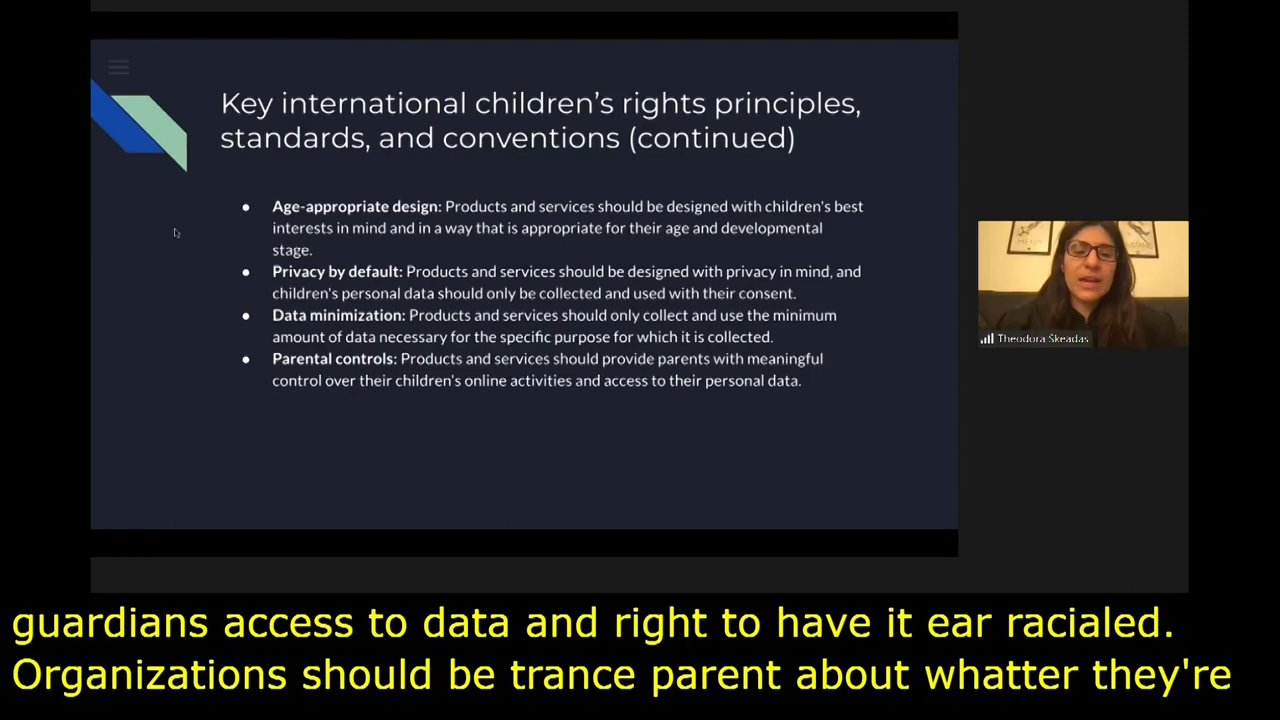 Key international children's rights principles,
standards, and conventions (continued)
● Age-appropriate design: Products and services should be designed with children's best
interests in mind and in a way that is appropriate for their age and developmental
stage.
● Privacy by default: Products and services should be designed with privacy in mind, and
children's personal data should only be collected and used with their consent.
● Data minimization: Products and services should only collect and use the minimum
amount of data necessary for the specific purpose for which it is collected.
● Parental controls: Products and services should provide parents with meaningful
control over their children's online activities and access to their personal data.
Theodora Skeadas
guardians access to data and right to have it ear racialed.
Organizations should be trance parent about whatter they're